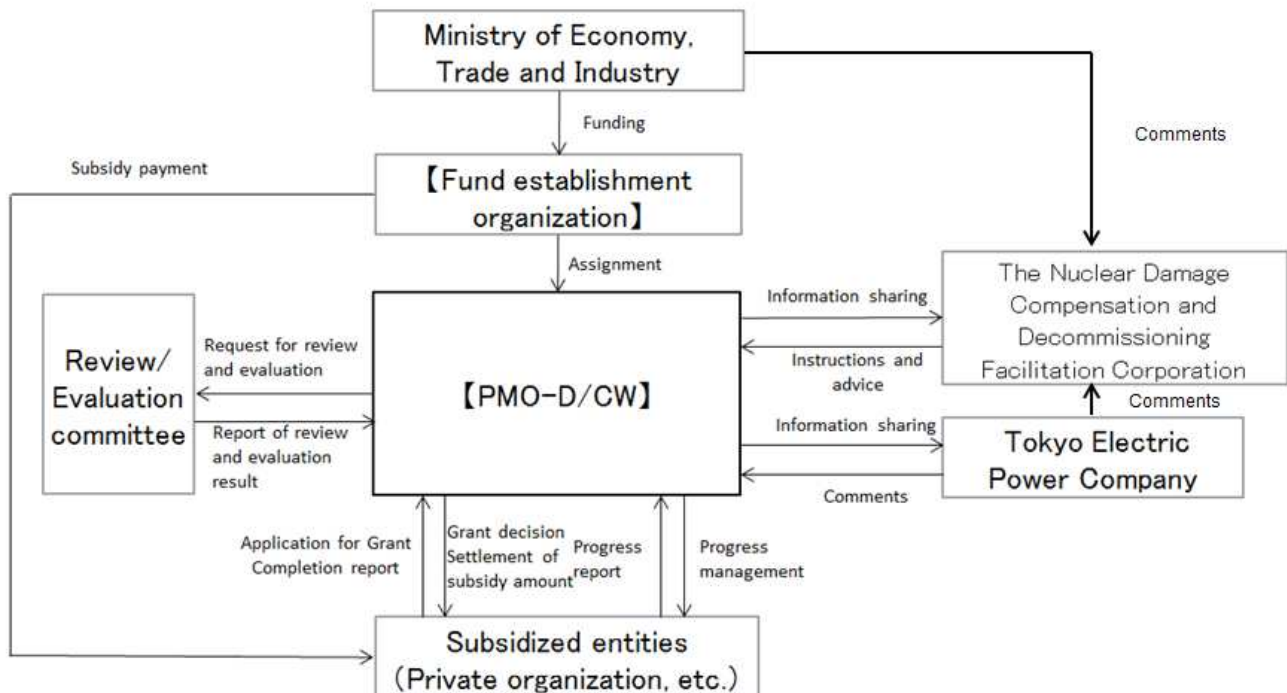 Ministry of Economy,
Trade and Industry
Funding
Comments
Subsidy payment
【Fund establishment
organization】
Assignment
The Nuclear Damage
Compensation and
Decommissioning
Facilitation Corporation
Information sharing
Instructions and
advice
Review/
Evaluation
committee
Request for review
and evaluation
Report of review
and evaluation
result
【PMO-D/CW】
Comments
Information sharing
Tokyo Electric
Power Company
Comments
Application for Grant
Completion report
Grant decision
Settlement of
subsidy amount
Progress
report
Progress
management
Subsidized entities
(Private organization, etc.)